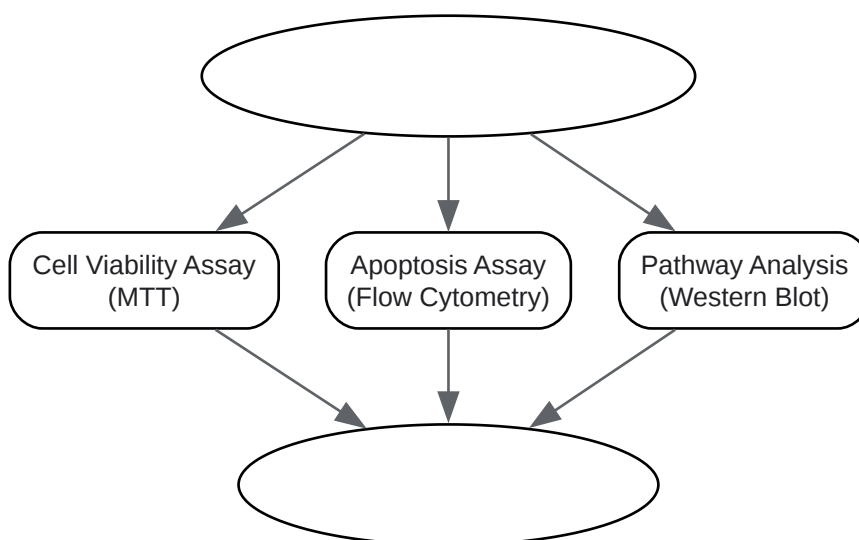 Cell Viability Assay
(MTT)
Apoptosis Assay
(Flow Cytometry)
Pathway Analysis
(Western Blot)